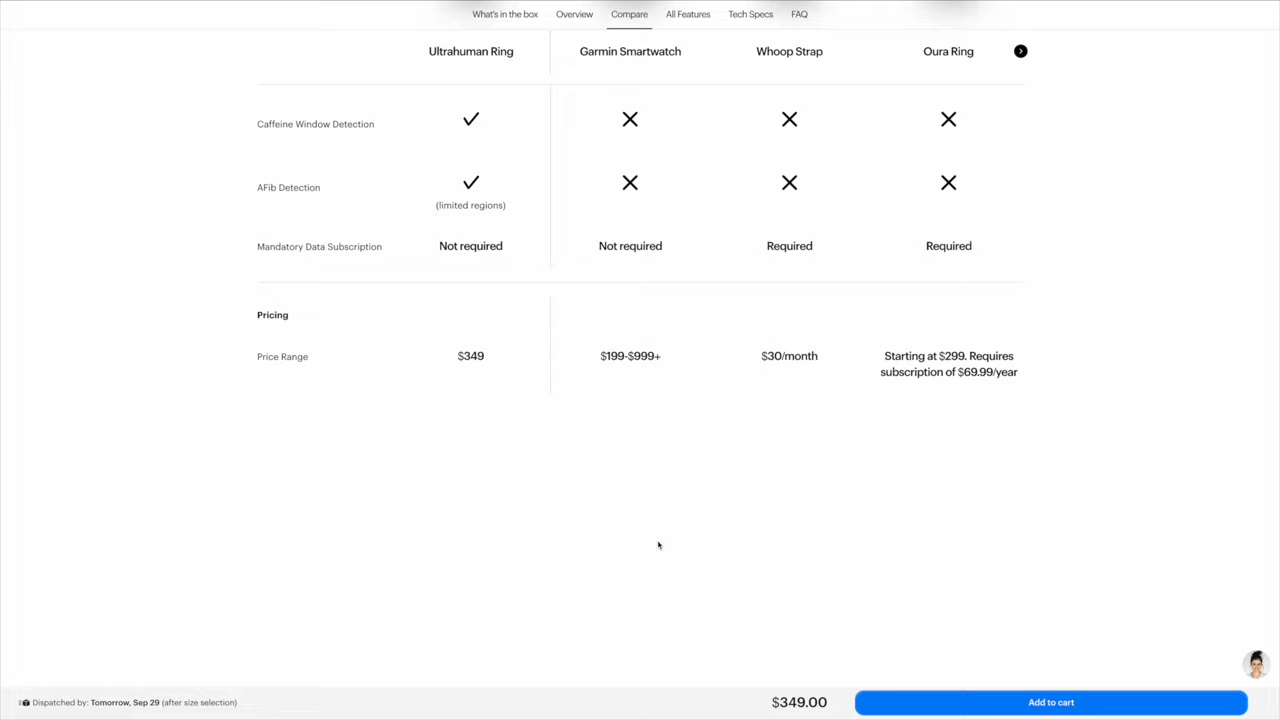 What's in the box Overview Compare All Features Tech Specs FAQ
Ultrahuman Ring Garmin Smartwatch Whoop Strap Oura Ring
Caffeine Window Detection
AFib Detection
(limited regions)
Mandatory Data Subscription Not required Not required Required Required
Pricing
Price Range $349 $199-$999+ $30/month Starting at $299. Requires
subscription of $69.99/year
Dispatched by: Tomorrow, Sep 29 (after size selection) $349.00 Add to cart